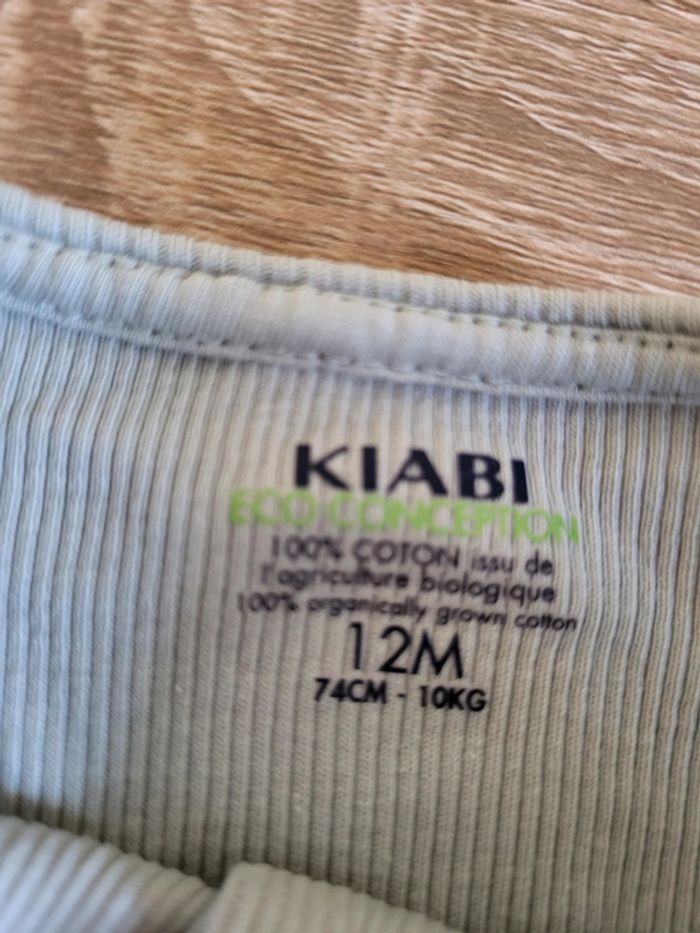 KIABI
ECO CONCEPTION
100% COTON issu de
l'agriculture biologique
100% organically grown cotton
12M
74CM - 10KG